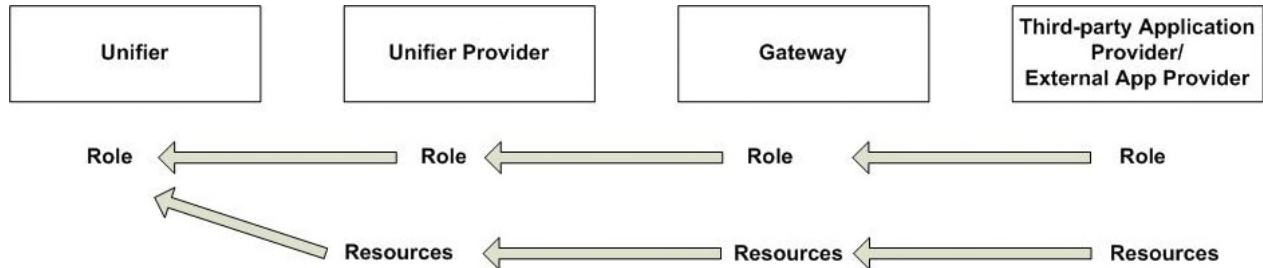 Unifier
Unifier Provider
Gateway
Third-party Application
Provider/
External App Provider
Role
Role
Role
Role
Resources
Resources
Resources